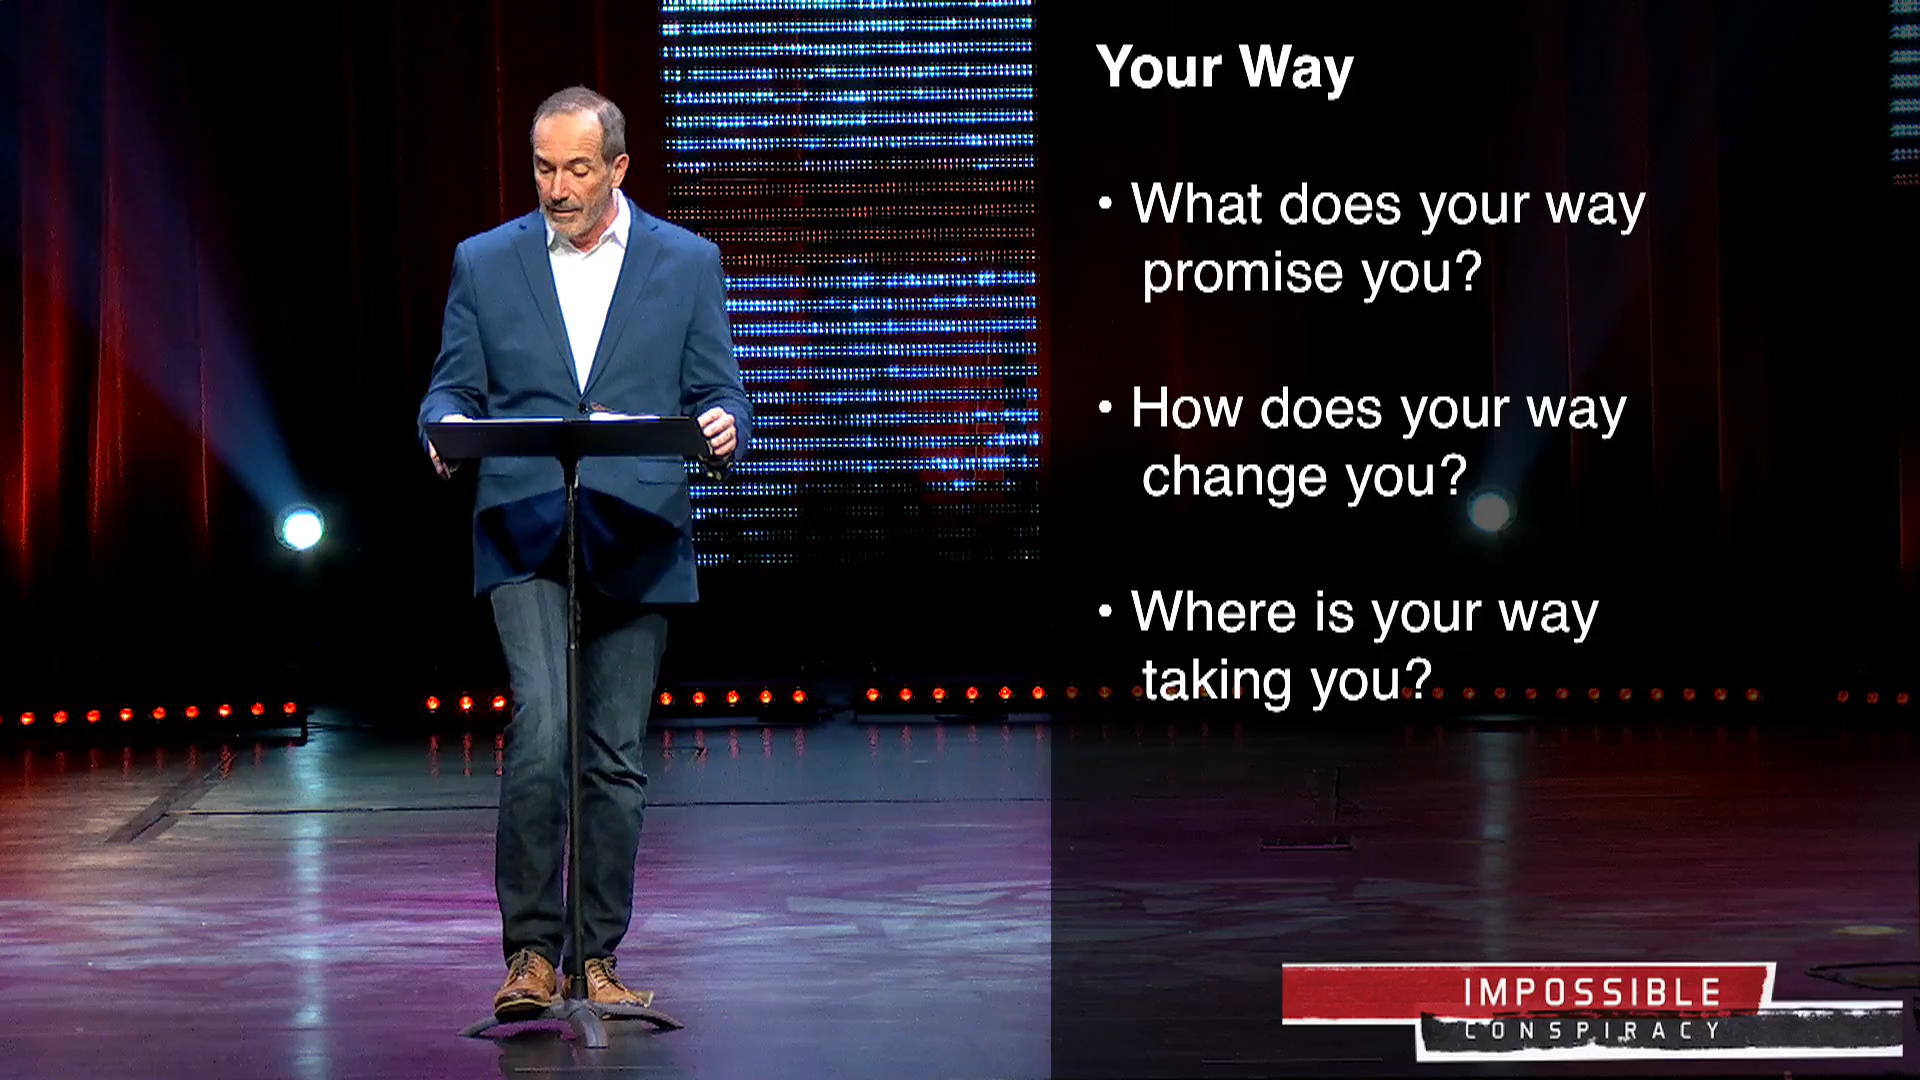 Your Way
• What does your way
promise you?
• How does your way
change you?
• Where is your way
taking you?
IMPOSSIBLE
CONSPIRACY